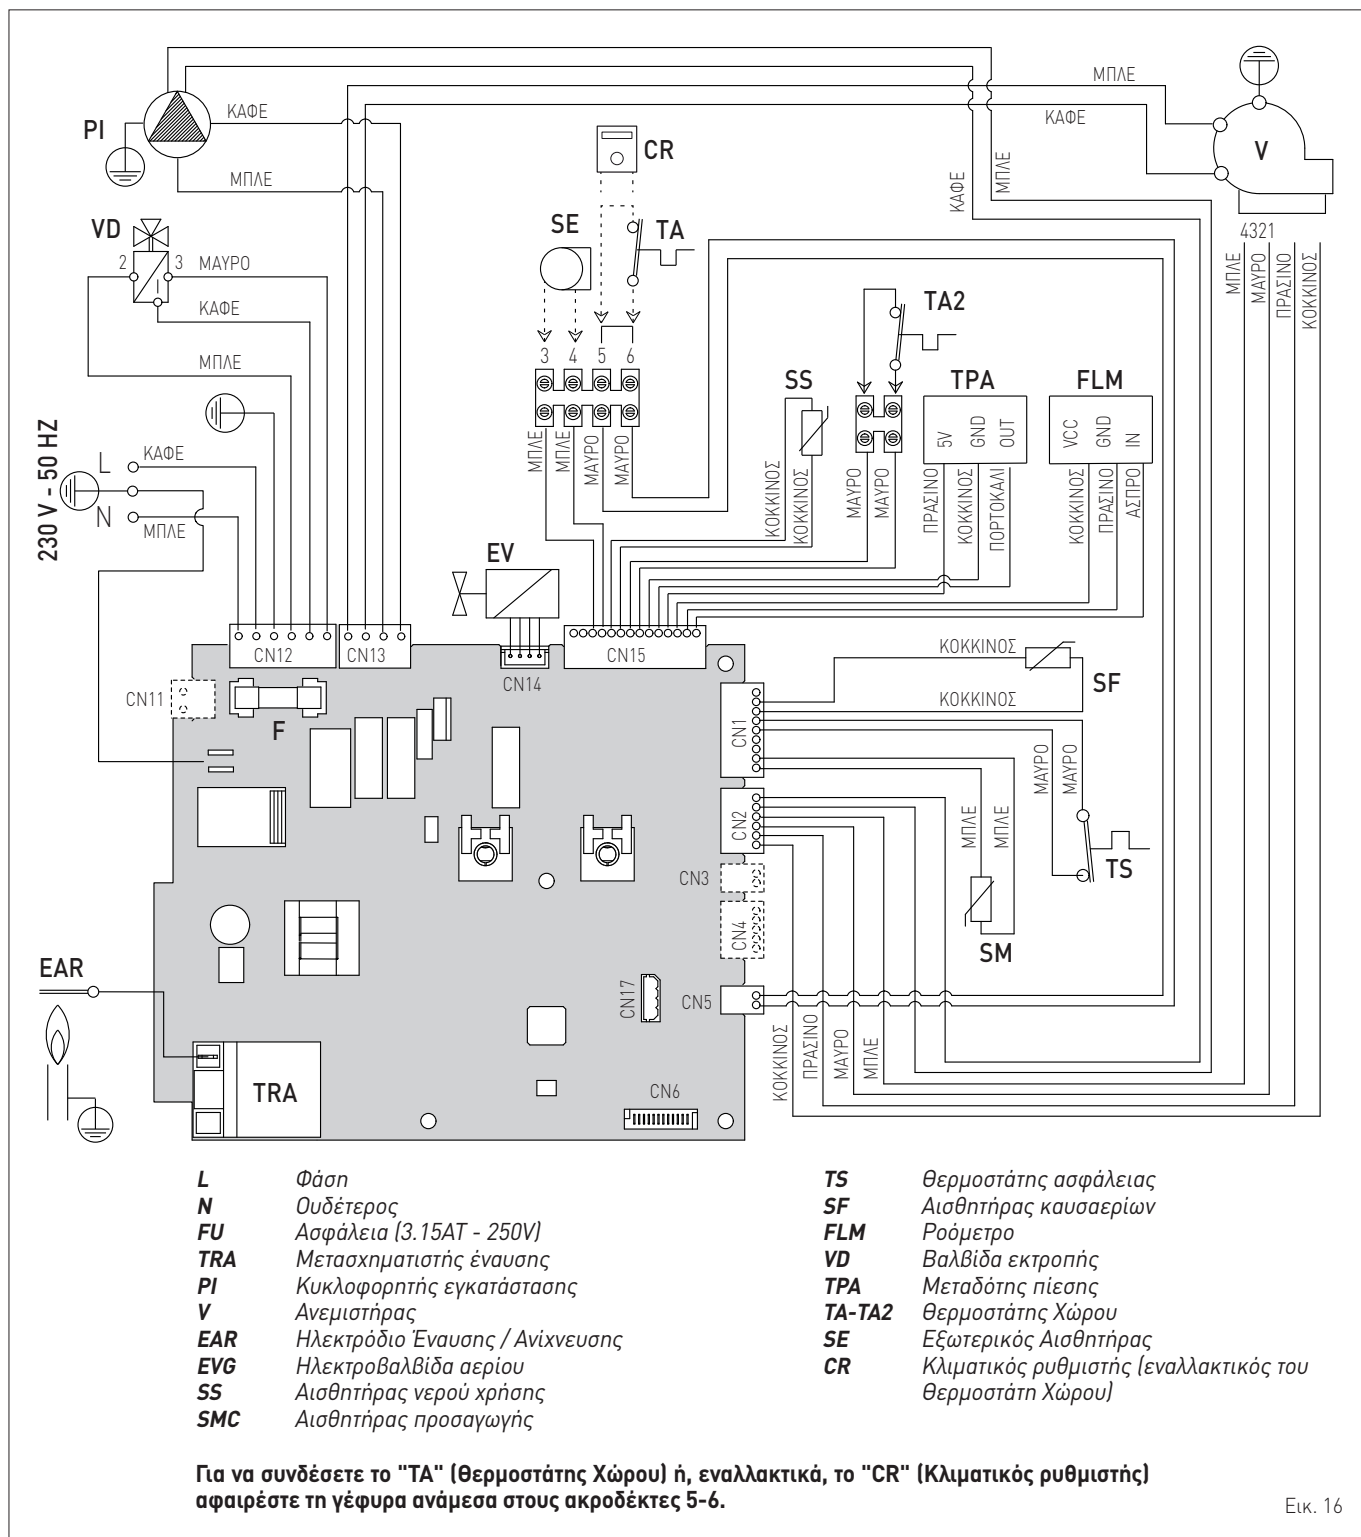 ΜΠΛΕ
ΚΑΦΕ
PI
ΚΑΦΕ
ΜΠΛΕ
CR
V
ΚΑΦΕ
ΜΠΛΕ
VD
2
3
ΜΑΥΡΟ
1
ΚΑΦΕ
ΜΠΛΕ
SE
TA
3
4
5
6
ΜΠΛΕ
ΜΠΛΕ
ΜΑΥΡΟ
ΜΑΥΡΟ
4321
ΜΠΛΕ
ΜΑΥΡΟ
ΠΡΑΣΙΝΟ
ΚΟΚΚΙΝΟΣ
TA2
SS
ΚΟΚΚΙΝΟΣ
ΚΟΚΚΙΝΟΣ
ΜΑΥΡΟ
ΜΑΥΡΟ
TPA
5V
GND
OUT
ΠΡΑΣΙΝΟ
ΚΟΚΚΙΝΟΣ
ΠΟΡΤΟΚΑΛΙ
FLM
VCC
GND
IN
ΚΟΚΚΙΝΟΣ
ΠΡΑΣΙΝΟ
ΑΣΠΡΟ
230 V - 50 HZ
L
ΚΑΦΕ
N
ΜΠΛΕ
EV
CN12
CN13
CN14
CN15
CN11
F
CN1
ΚΟΚΚΙΝΟΣ
SF
ΚΟΚΚΙΝΟΣ
ΜΑΥΡΟ
ΜΑΥΡΟ
TS
ΜΠΛΕ
ΜΠΛΕ
SM
CN2
CN3
CN4
CN17
CN5
ΚΟΚΚΙΝΟΣ
ΠΡΑΣΙΝΟ
ΜΑΥΡΟ
ΜΠΛΕ
EAR
TRA
CN6
L Φάση
N Ουδέτερος
FU Ασφάλεια (3.15AT - 250V)
TRA Μετασχηματιστής έναυσης
PI Κυκλοφορητής εγκατάστασης
V Ανεμιστήρας
EAR Ηλεκτρόδιο Έναυσης / Ανίχνευσης
EVG Ηλεκτροβαλβίδα αερίου
SS Αισθητήρας νερού χρήσης
SMC Αισθητήρας προσαγωγής
TS Θερμοστάτης ασφάλειας
SF Αισθητήρας καυσαερίων
FLM Ροόμετρο
VD Βαλβίδα εκτροπής
TPA Μεταδότης πίεσης
TA-TA2 Θερμοστάτης Χώρου
SE Εξωτερικός Αισθητήρας
CR Κλιματικός ρυθμιστής (εναλλακτικός του
Θερμοστάτη Χώρου)
Για να συνδέσετε το "TA" (Θερμοστάτης Χώρου) ή, εναλλακτικά, το "CR" (Κλιματικός ρυθμιστής)
αφαιρέστε τη γέφυρα ανάμεσα στους ακροδέκτες 5-6.
Εικ. 16